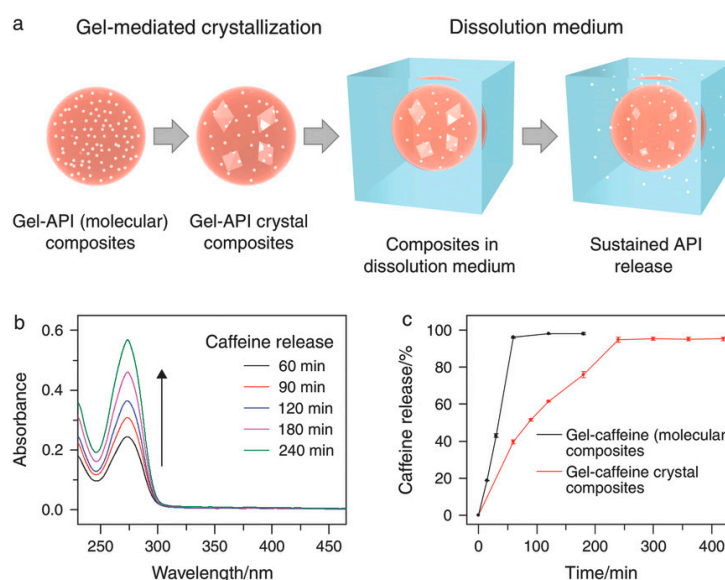 a
Gel-mediated crystallization
Dissolution medium
Gel-API (molecular)
composites
Gel-API crystal
composites
Composites in
dissolution medium
Sustained API
release
b
0.6
0.4
0.2
0.0
Absorbance
Caffeine release
60 min
90 min
120 min
180 min
240 min
250
300
350
400
450
Wavelength/nm
c
100
80
60
40
20
0
Caffeine release/%
Gel-caffeine (molecular)
composites
Gel-caffeine crystal
composites
0
100
200
300
400
Time/min